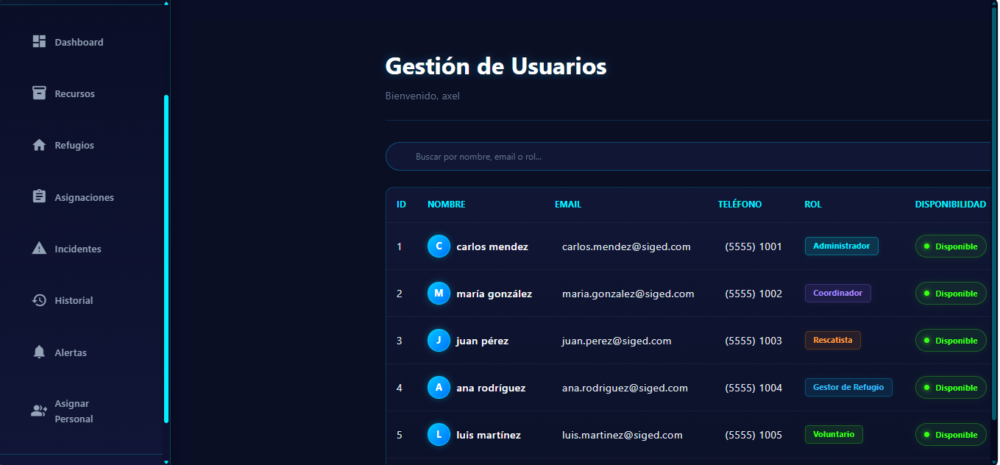 Dashboard
Recursos
Refugios
Asignaciones
Incidentes
Historial
Alertas
Asignar
Personal
Gestión de Usuarios
Bienvenido, axel
Buscar por nombre, email o rol...
ID NOMBRE EMAIL TELÉFONO ROL DISPONIBILIDAD
1 C carlos mendez carlos.mendez@siged.com (5555) 1001 Administrador Disponible
2 M maría gonzález maria.gonzalez@siged.com (5555) 1002 Coordinador Disponible
3 J juan pérez juan.perez@siged.com (5555) 1003 Rescatista Disponible
4 A ana rodríguez ana.rodriguez@siged.com (5555) 1004 Gestor de Refugio Disponible
5 L luis martínez luis.martinez@siged.com (5555) 1005 Voluntario Disponible